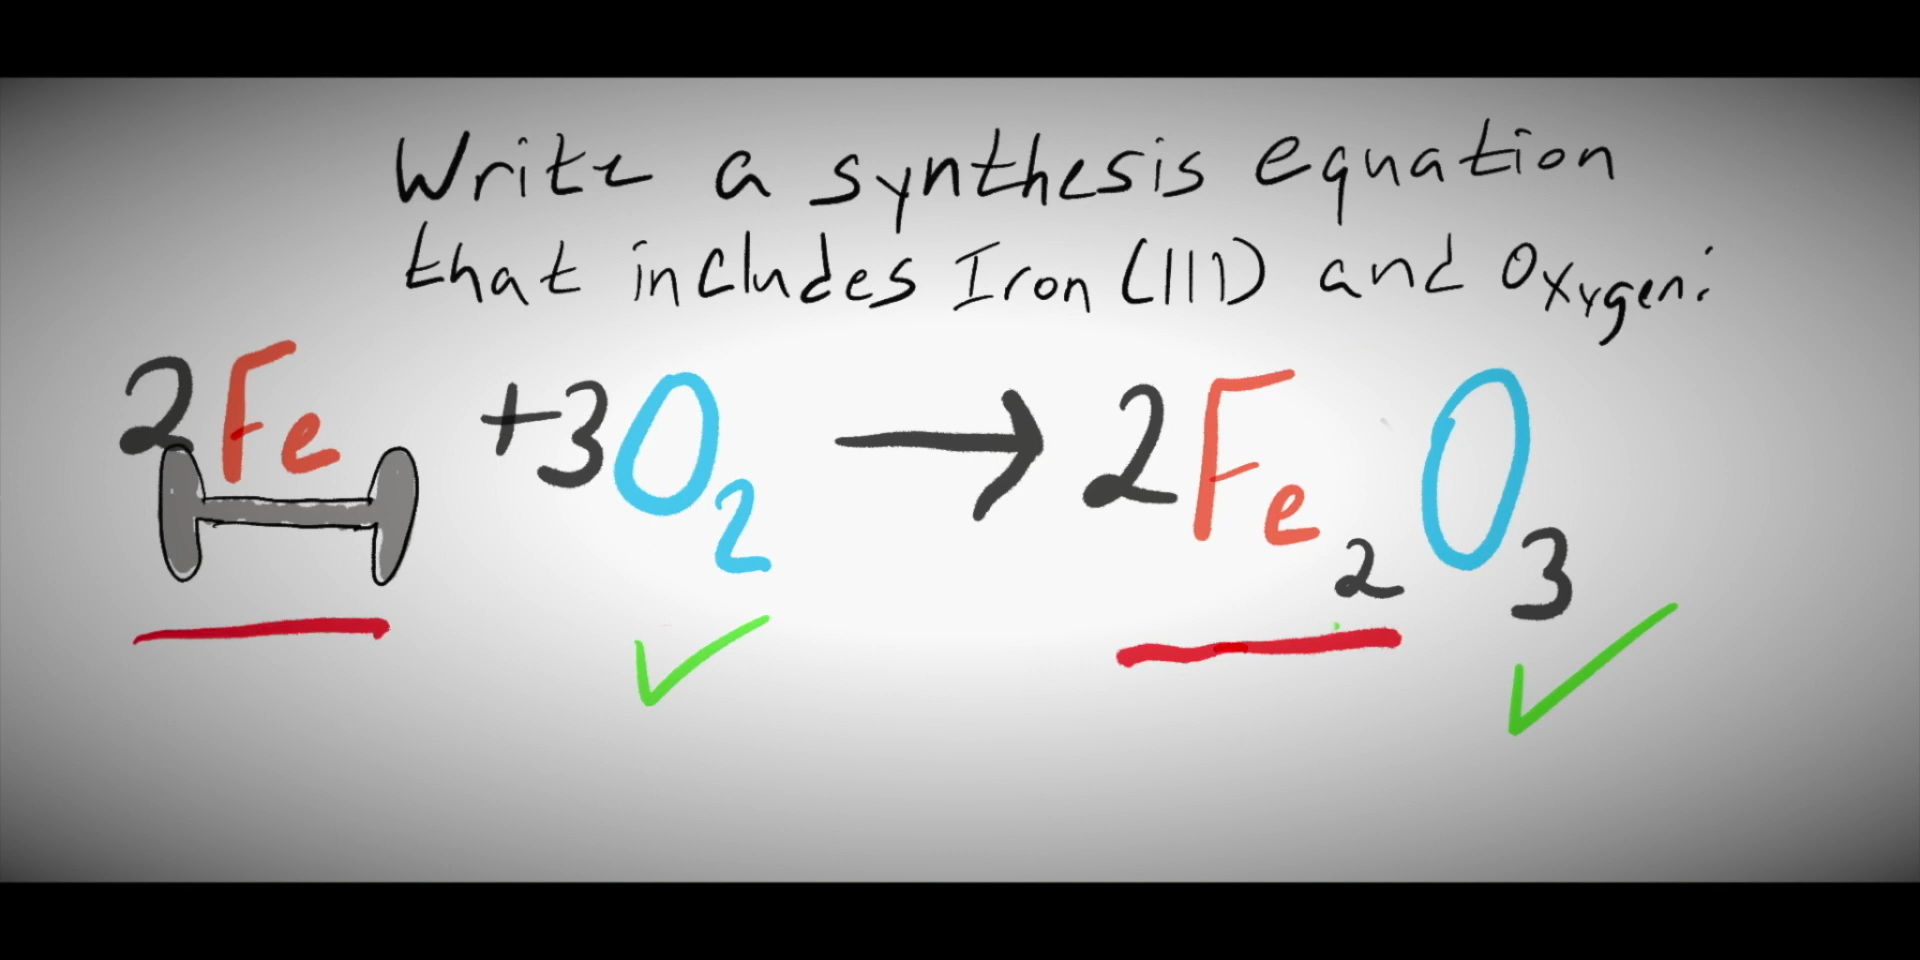 Write a synthesis equation
that includes Iron (III) and Oxygen:
2Fe +3O₂ → 2Fe₂O₃